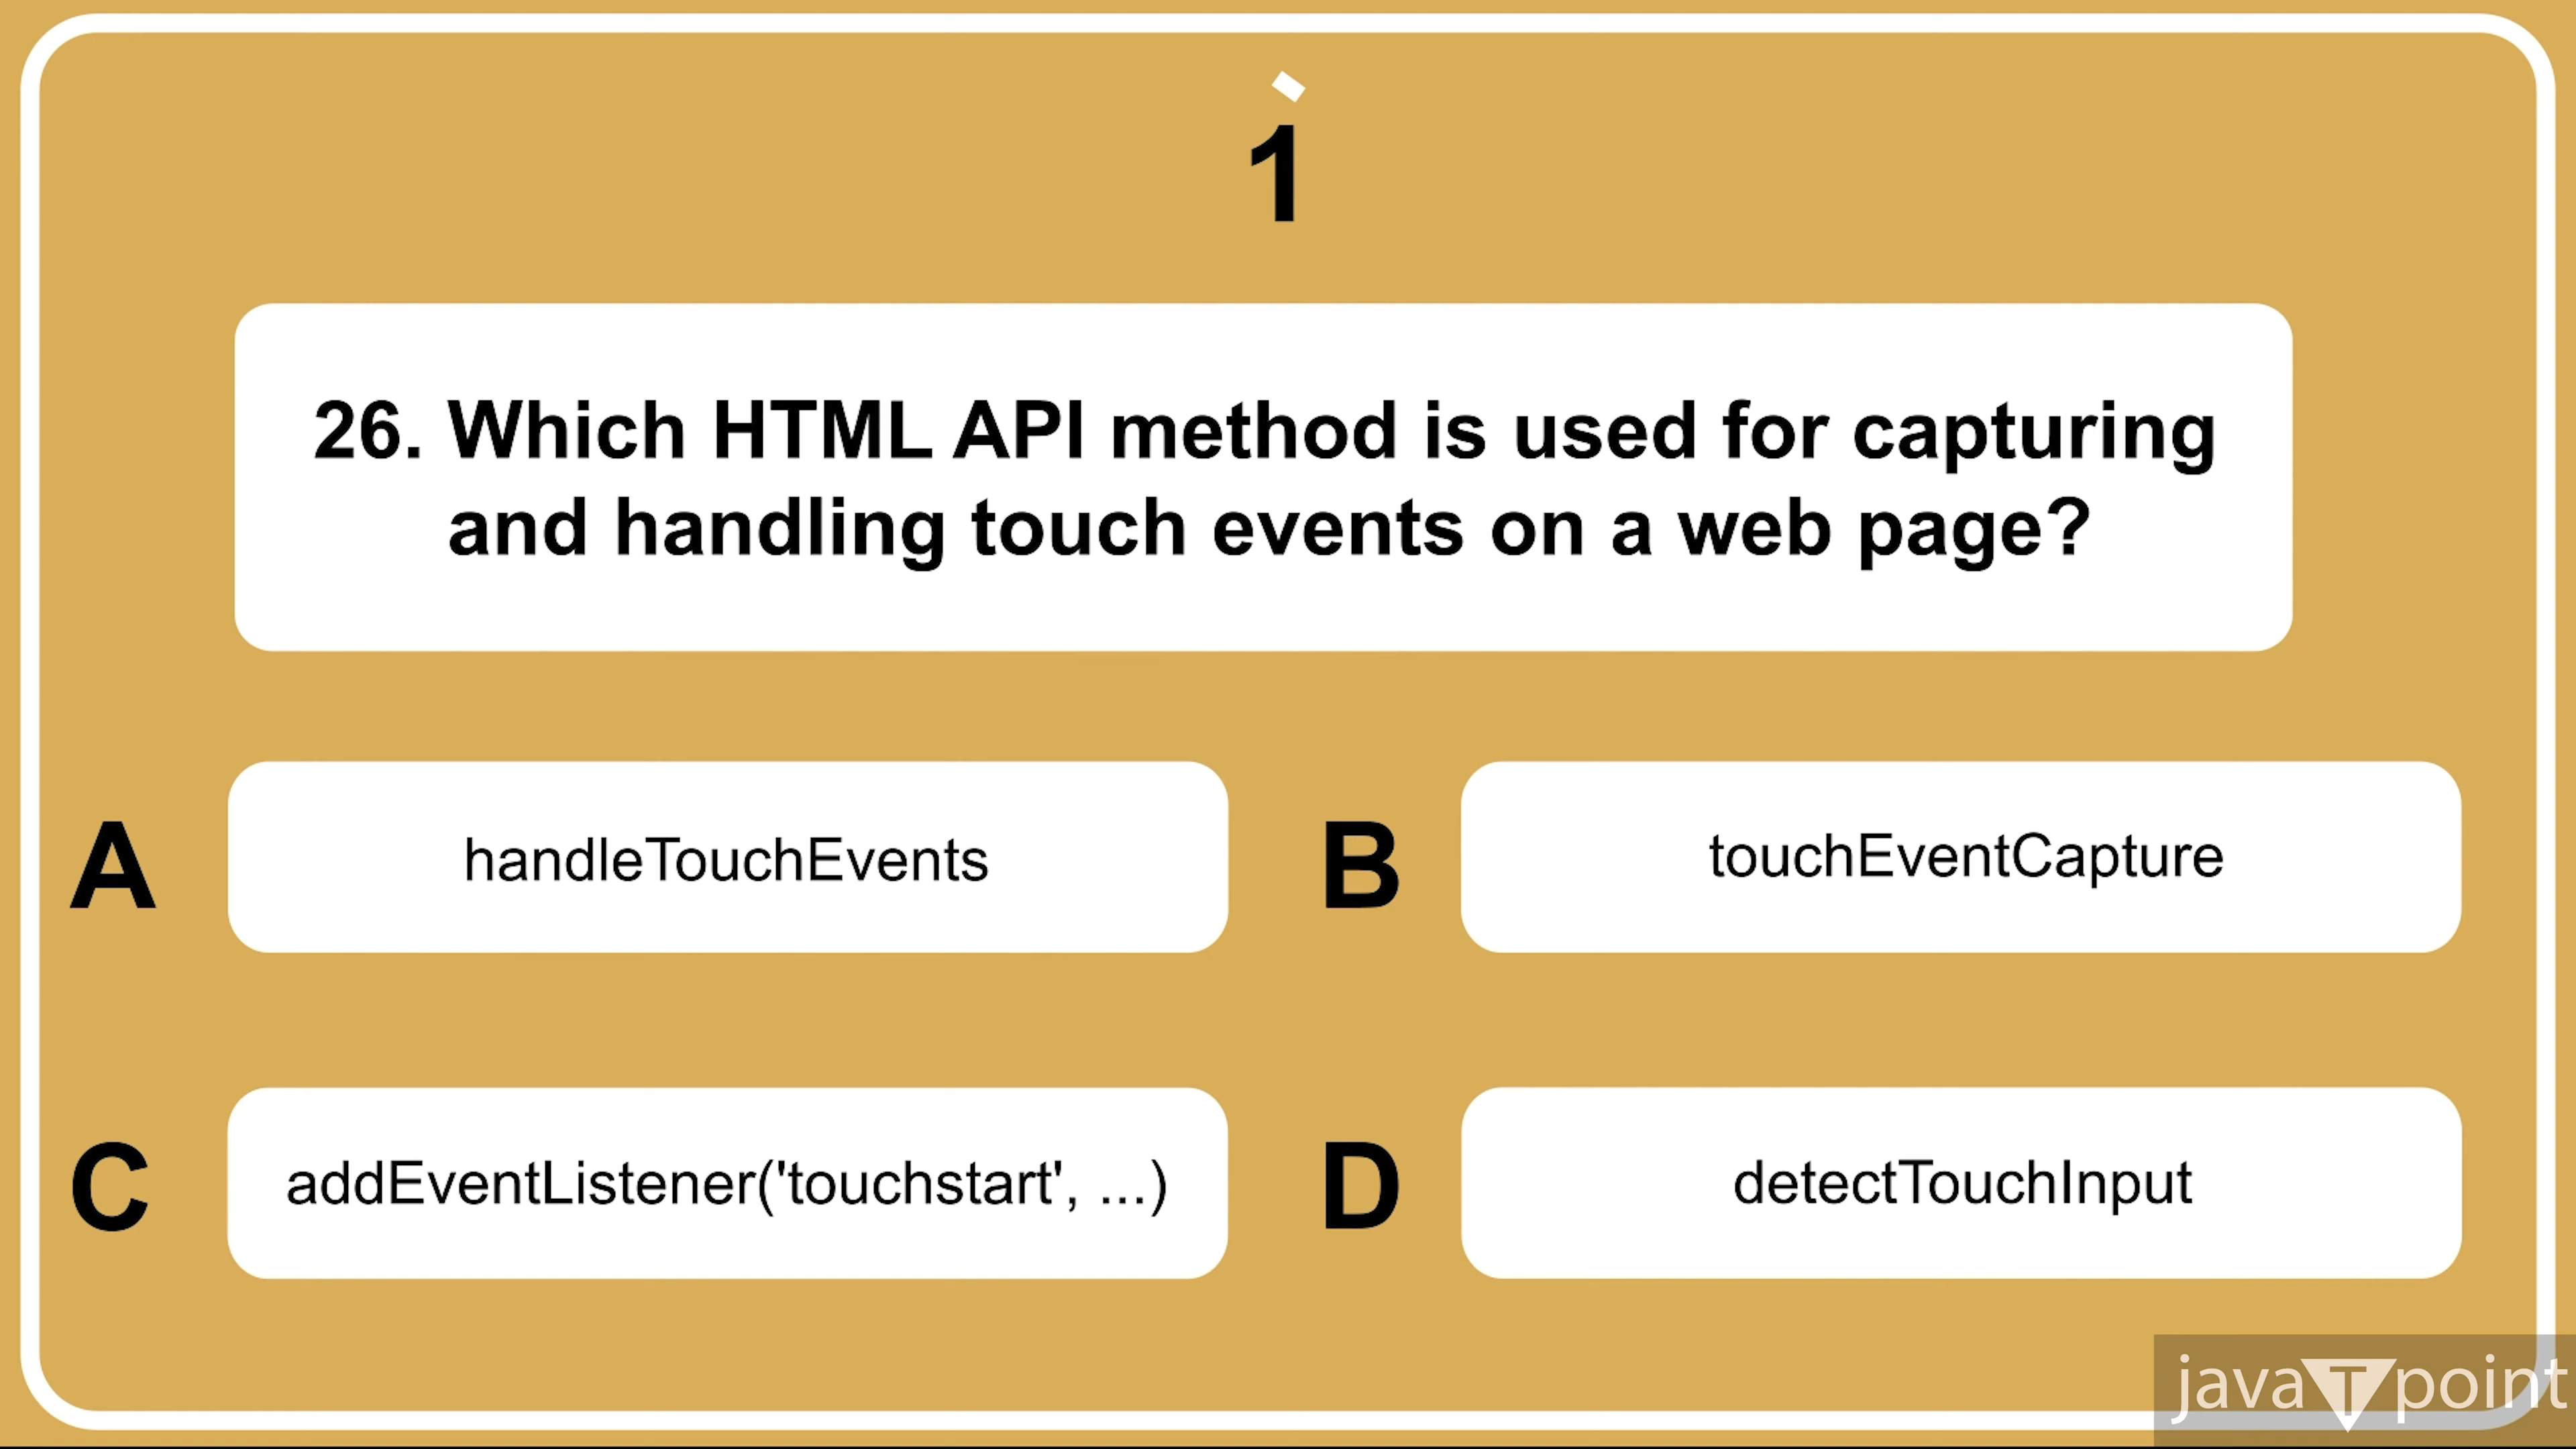 1
26. Which HTML API method is used for capturing
and handling touch events on a web page?
A
handleTouchEvents
B
touchEventCapture
C
addEventListener('touchstart', ...)
D
detectTouchInput
javaTpoint